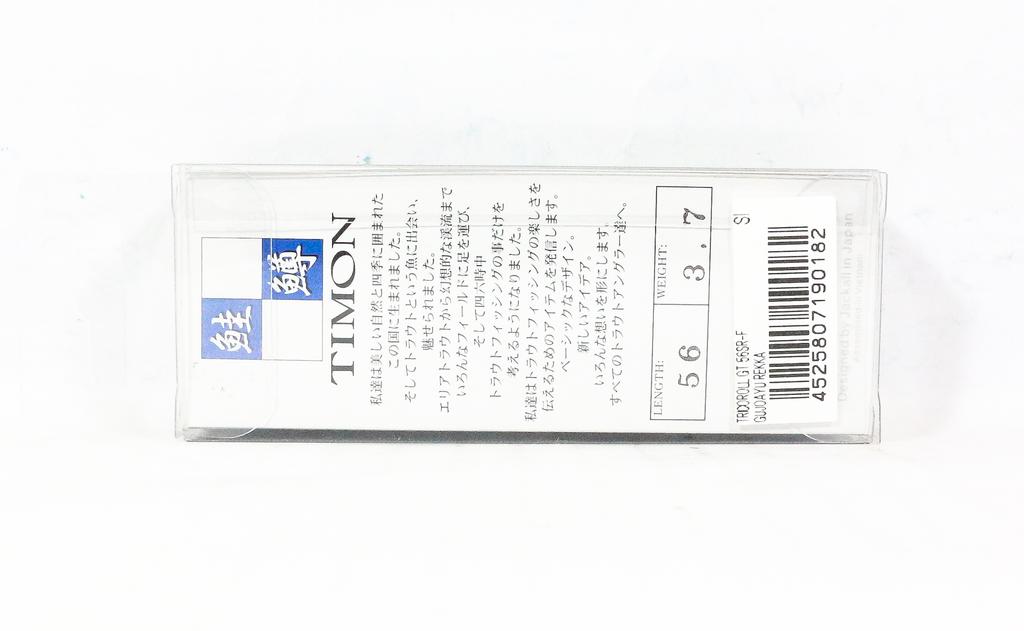 鮭 鱒
TIMON
私達は美しい自然と四季に囲まれた
この国に生まれました。
そしてトラウトという魚に出会い、
魅せられました。
エリアトラウトから幻想的な渓流まで
いろんなフィールドに足を運び、
そして四六時中
トラウトフィッシングの事だけを
考えるようになりました。
私達はトラウトフィッシングの楽しさを
伝えるためのアイテムを発信します。
ベーシックなデザイン。
新しいアイデア。
いろんな想いを形にします。
すべてのトラウトアングラー達へ。
LENGTH: WEIGHT:
56 3.7
TRICOROLL GT 56SR-F SI
GUJOAYU REKKA
4525807190182
Designed by Jackall in Japan